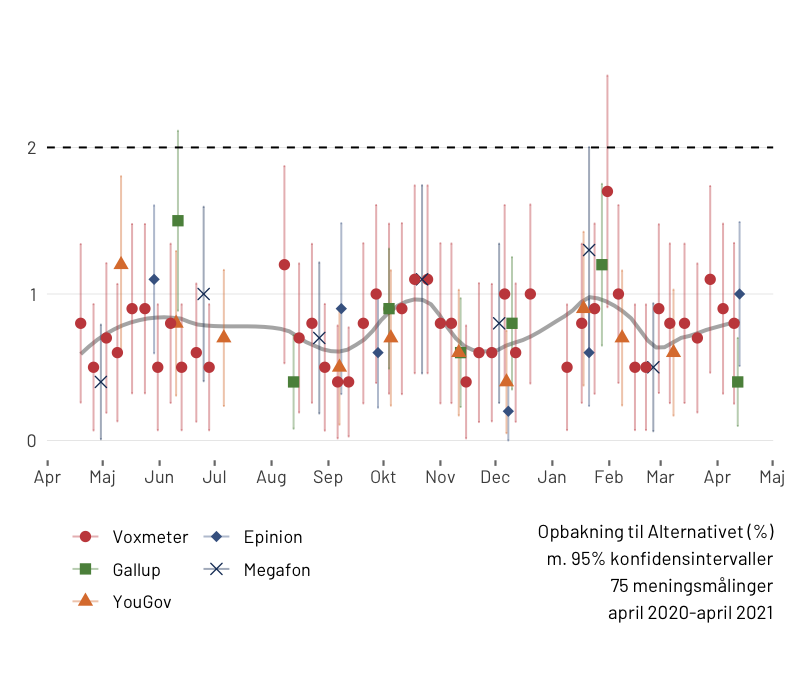 2
1
0
Apr Maj Jun Jul Aug Sep Okt Nov Dec Jan Feb Mar Apr Maj
Voxmeter Epinion
Gallup Megafon
YouGov
Opbakning til Alternativet (%)
m. 95% konfidensintervaller
75 meningsmålinger
april 2020-april 2021